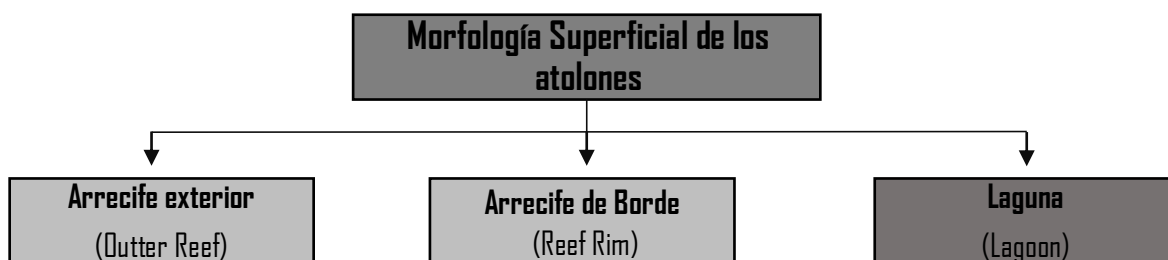 Morfología Superficial de los
atolones
Arrecife exterior
(Outter Reef)
Arrecife de Borde
(Reef Rim)
Laguna
(Lagoon)